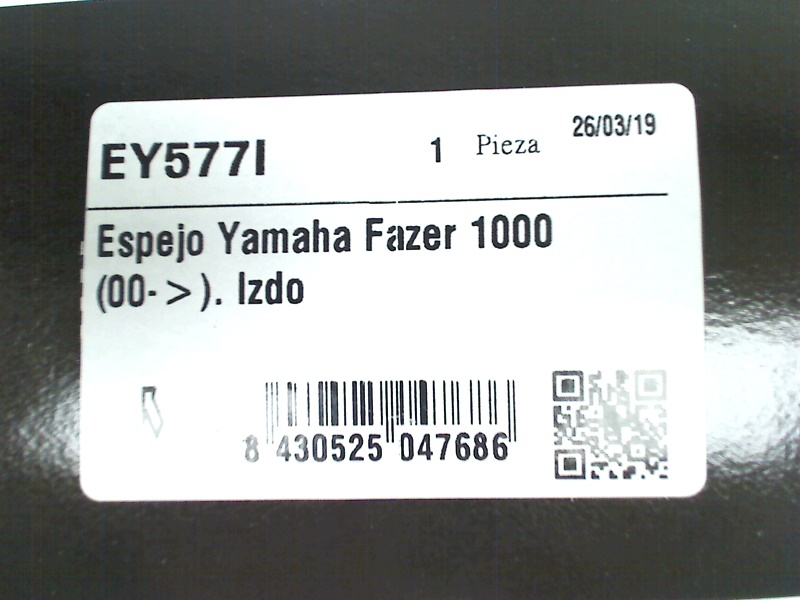 EY577I 1 Pieza 26/03/19
Espejo Yamaha Fazer 1000
(00-> ). Izdo
8 430525 047686